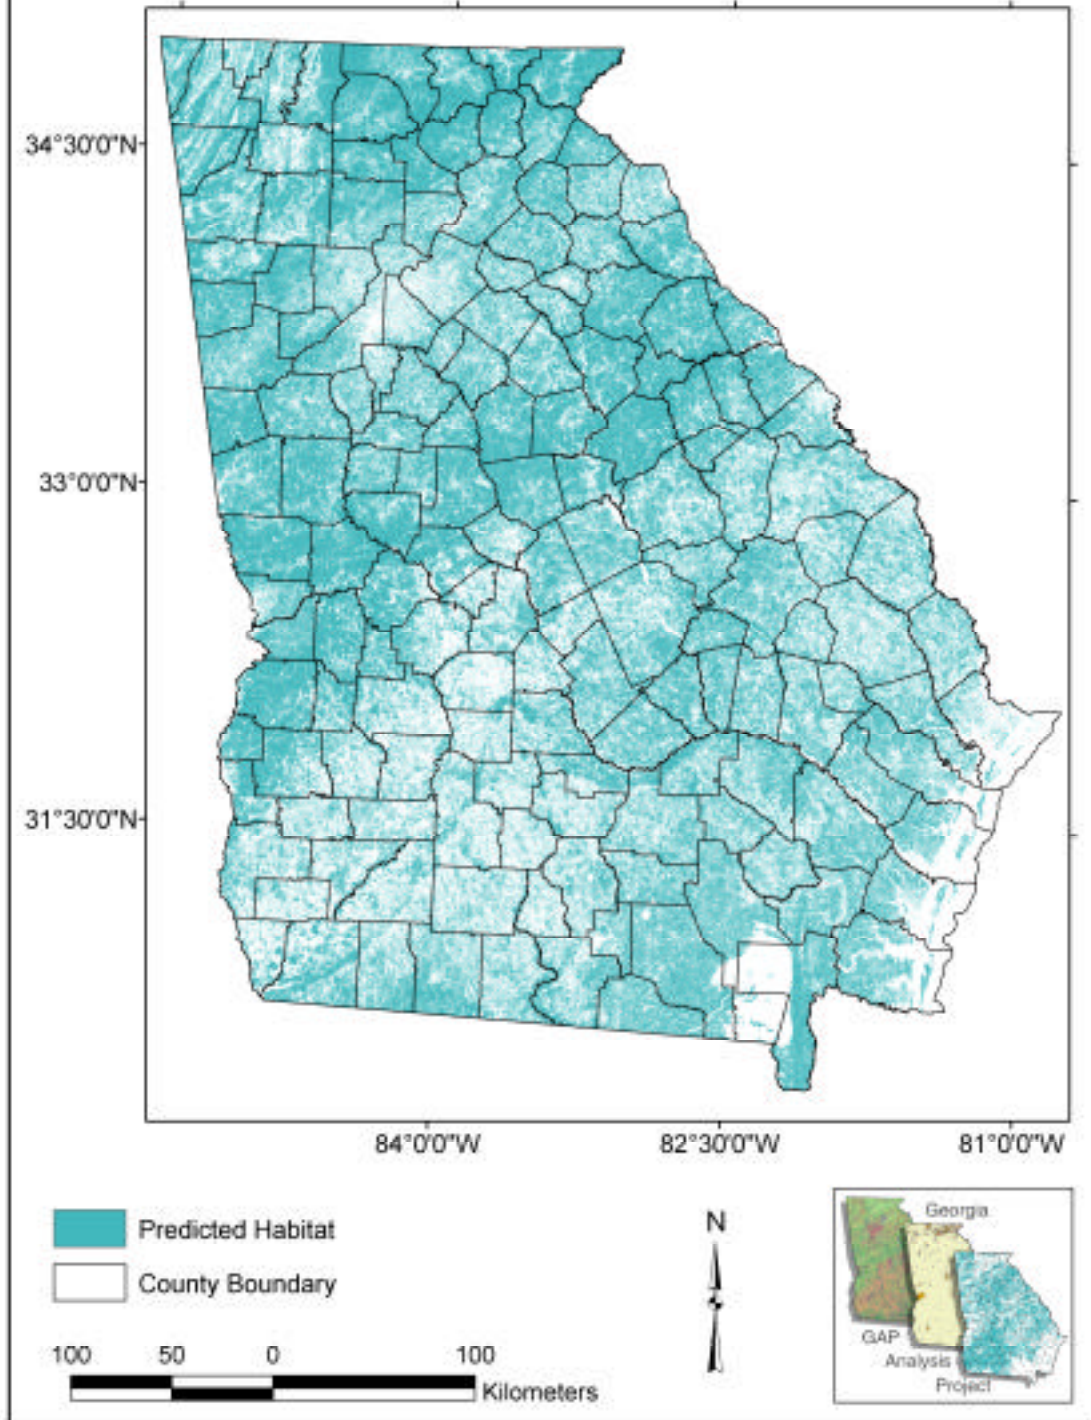 34°30'0"N
33°0'0"N
31°30'0"N
84°0'0"W 82°30'0"W 81°0'0"W
Predicted Habitat
County Boundary
N
100 50 0 100
Kilometers
Georgia
GAP
Analysis
Project